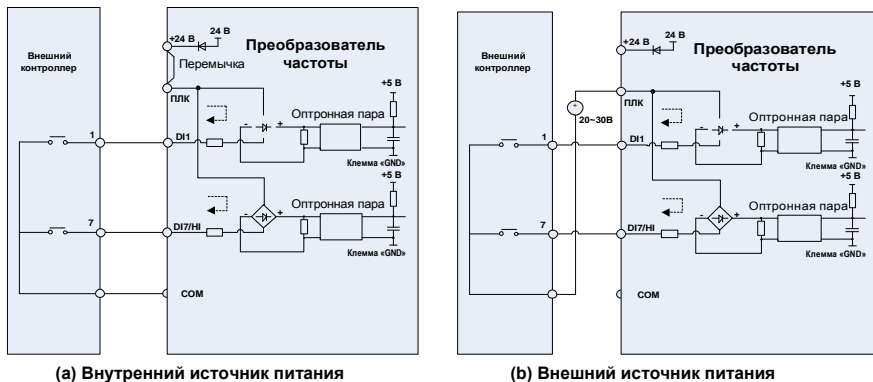 Внешний
контроллер
+24 В
24 В
Преобразователь
частоты
Перемычка
ПЛК
+5 В
Оптронная пара
1
DI1
-
+
Клемма «GND»
+5 В
Оптронная пара
7
DI7/HI
-
+
Клемма «GND»
COM
(a) Внутренний источник питания
Внешний
контроллер
+24 В
24 В
Преобразователь
частоты
ПЛК
+
20~30В
+5 В
Оптронная пара
1
DI1
-
+
Клемма «GND»
+5 В
Оптронная пара
7
DI7/HI
-
+
Клемма «GND»
COM
(b) Внешний источник питания